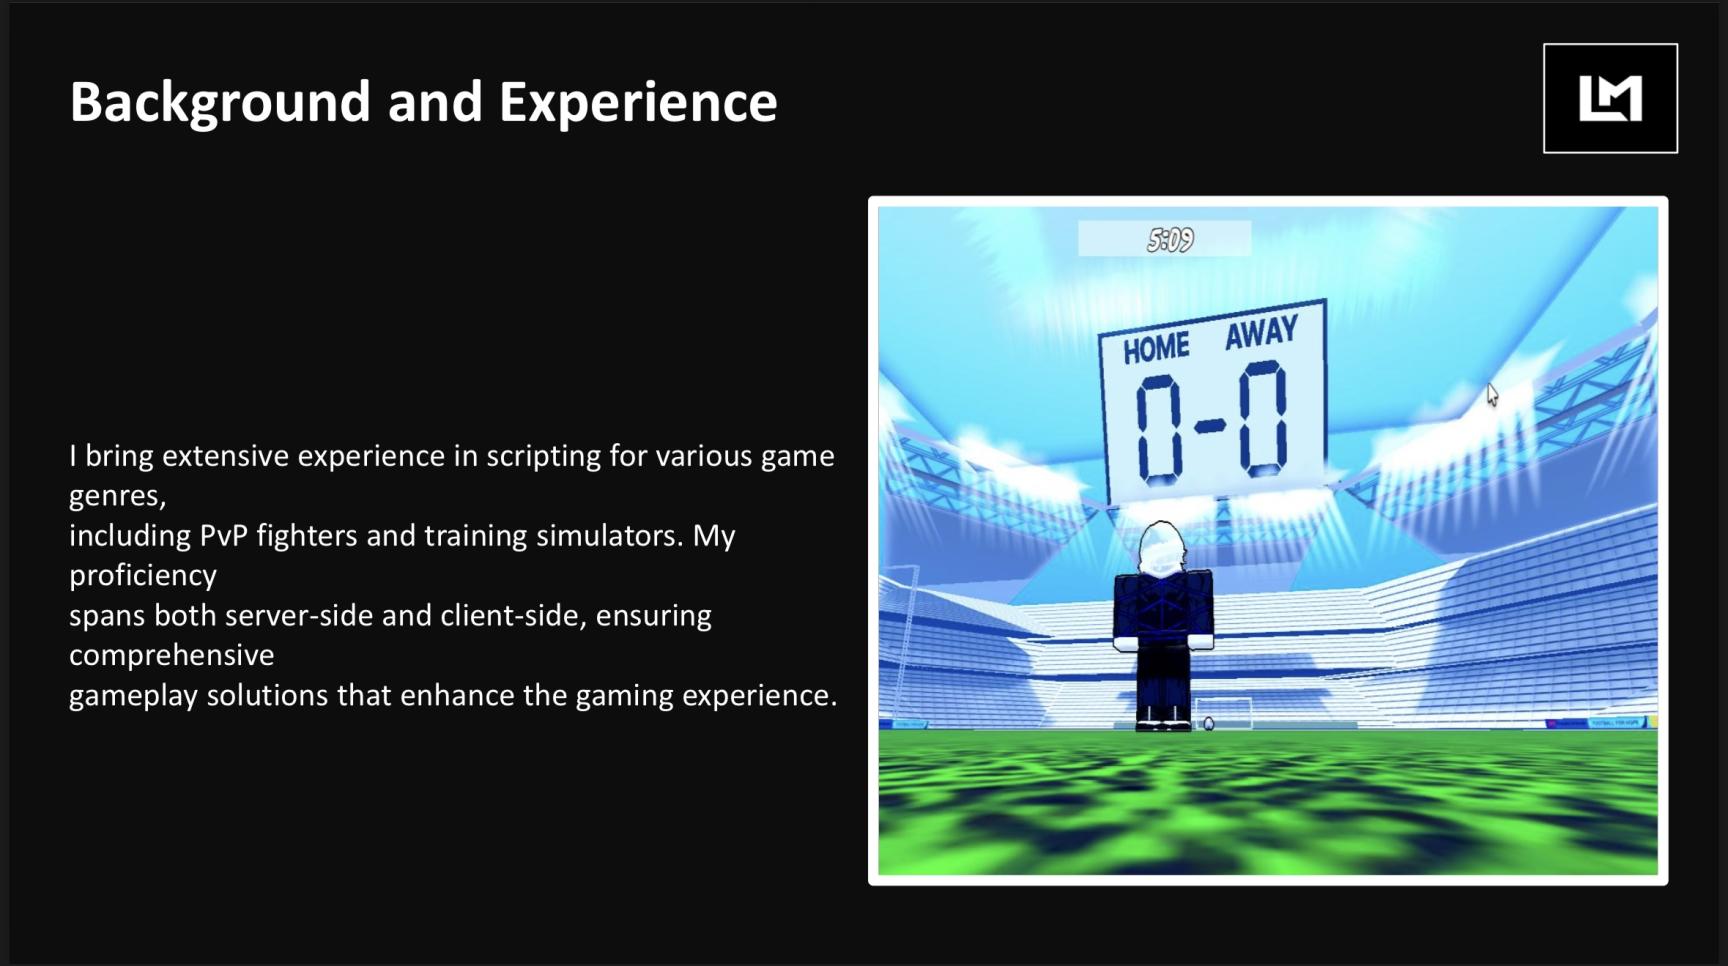 Background and Experience
LM
I bring extensive experience in scripting for various game
genres,
including PvP fighters and training simulators. My
proficiency
spans both server-side and client-side, ensuring
comprehensive
gameplay solutions that enhance the gaming experience.
5:09
HOME AWAY
0-0